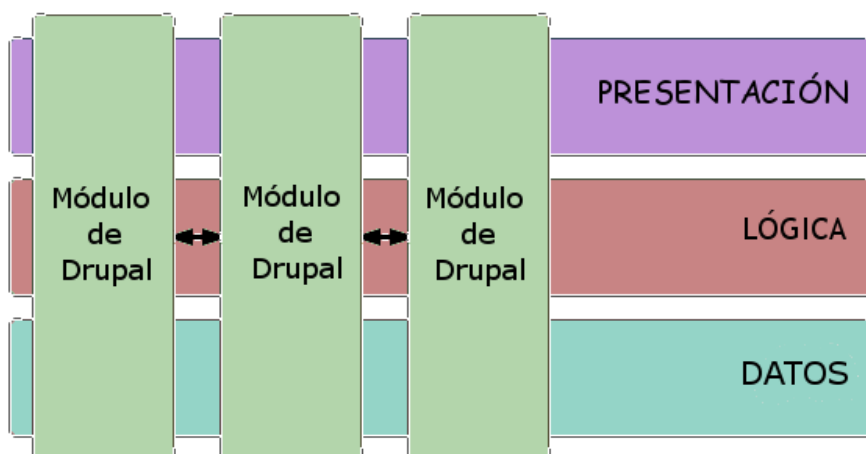 PRESENTACIÓN
Módulo
de
Drupal
Módulo
de
Drupal
Módulo
de
Drupal
LÓGICA
DATOS